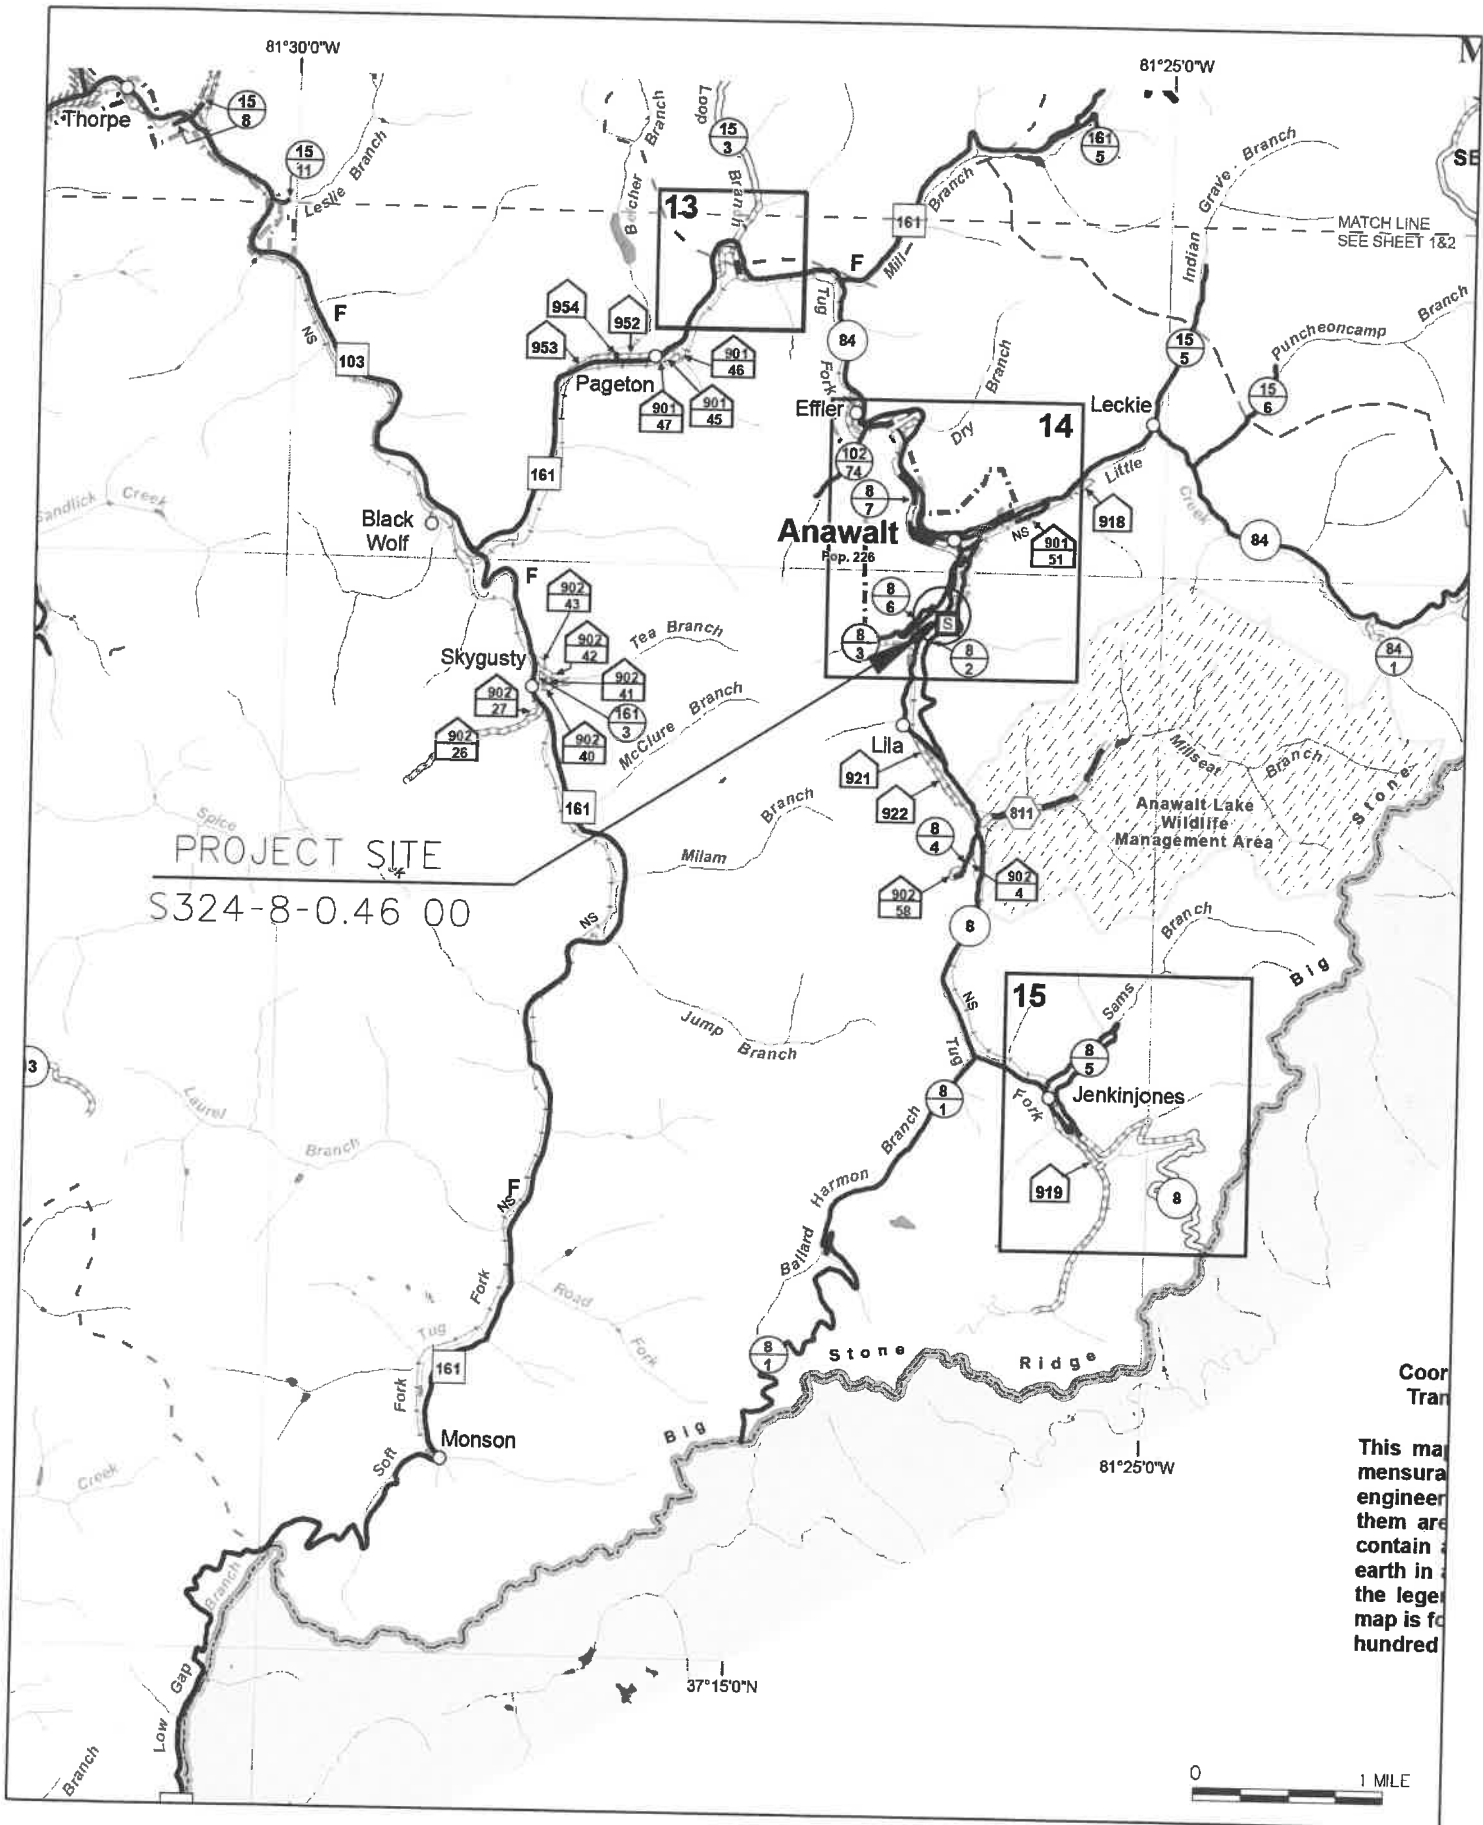 M
81°30'0"W
81°25'0"W
Thorpe
15
8
15
11
Leslie Branch
Belcher Branch
Loop
15
3
Branch
13
161
5
Branch
161
Mill
Grave Branch
Indian
SE
MATCH LINE
SEE SHEET 1&2
F
F
NS
103
954
952
953
Pageton
901
46
901
45
901
47
Tug
84
Fork
Effler
Dry
Branch
14
Leckie
15
5
Puncheoncamp
Branch
15
6
102
74
8
7
Little
Creek
918
84
161
Sandlick Creek
Black
Wolf
Anawalt
Pop. 226
NS
901
51
F
902
43
8
6
S
8
3
8
2
84
1
Tea Branch
902
42
Skygusty
902
41
902
27
161
3
902
26
902
40
McClure Branch
Lila
921
922
811
Millseat
Branch
Stone
Anawalt Lake
Wildlife
Management Area
161
Spice
Branch
Milam
8
4
902
4
902
58
PROJECT SITE
S324-8-0.46 00
NS
8
Branch
Big
15
Sams
NS
Tug
Jump
Branch
8
5
Jenkinjones
Fork
3
Laurel
Branch
8
1
Branch
Harmon
Ballard
919
8
F
NS
Fork
Road
Fork
Tug
161
Fork
8
1
Stone
Ridge
Coor
Tran
Big
Monson
Soft
Creek
81°25'0"W
This map
mensura
engineer
them are
contain a
earth in a
the leger
map is fo
hundred
Branch
Gap
Low
Branch
37°15'0"N
0
1 MILE